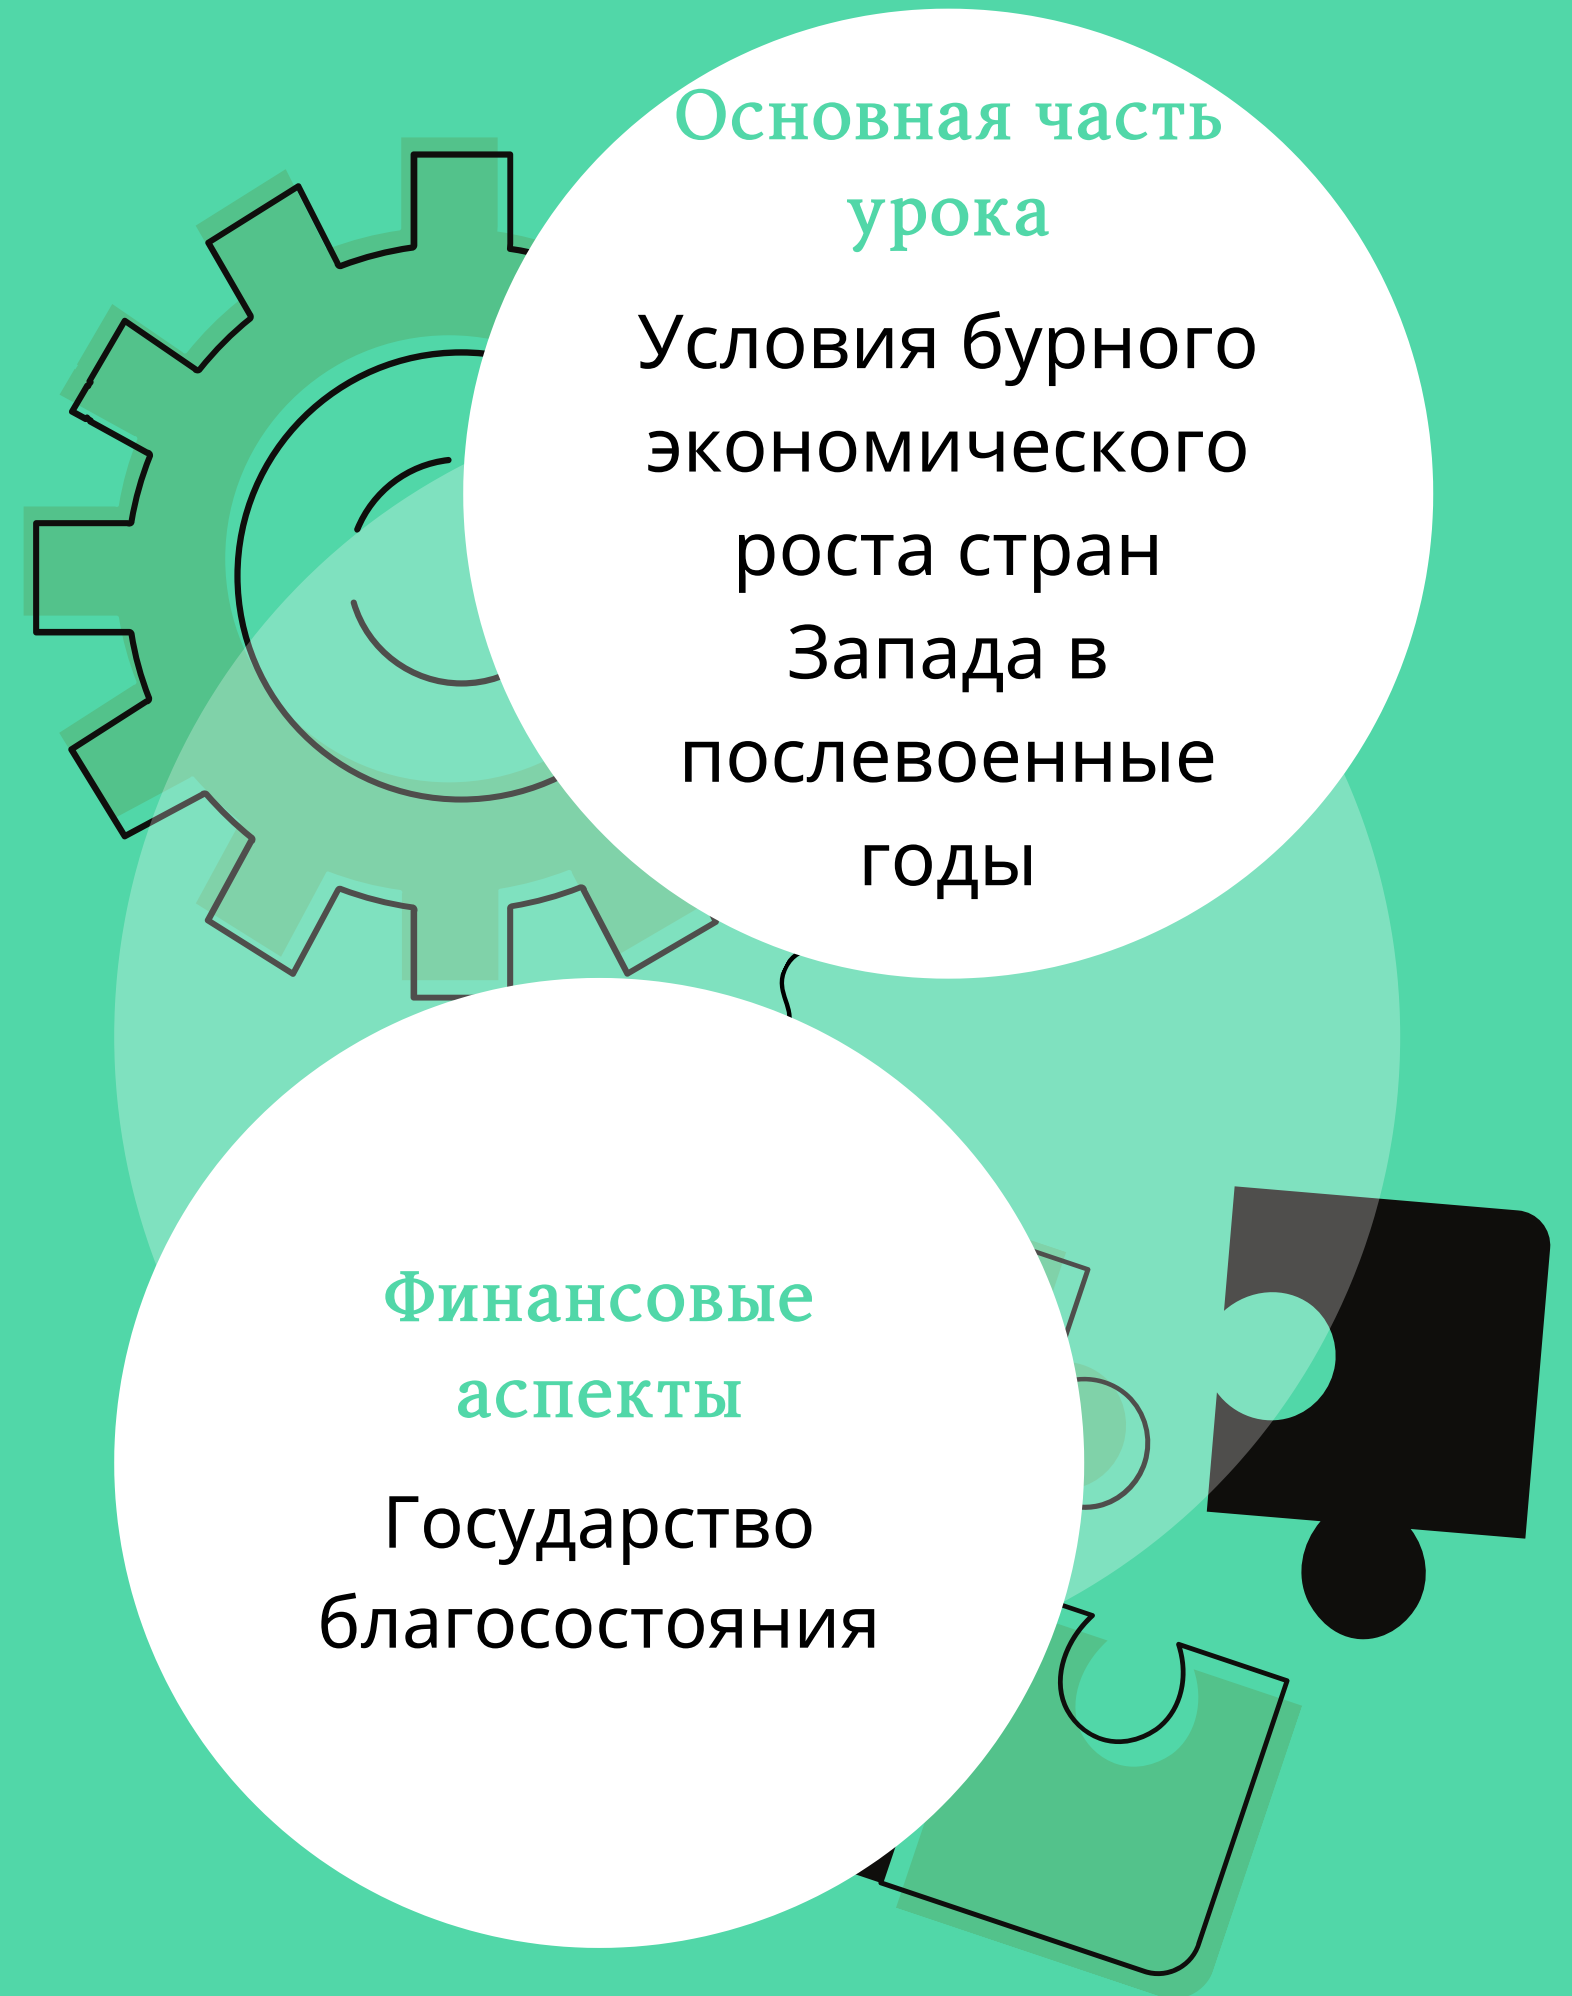 Основная часть
урока
Условия бурного
экономического
роста стран
Запада в
послевоенные
годы
Финансовые
аспекты
Государство
благосостояния